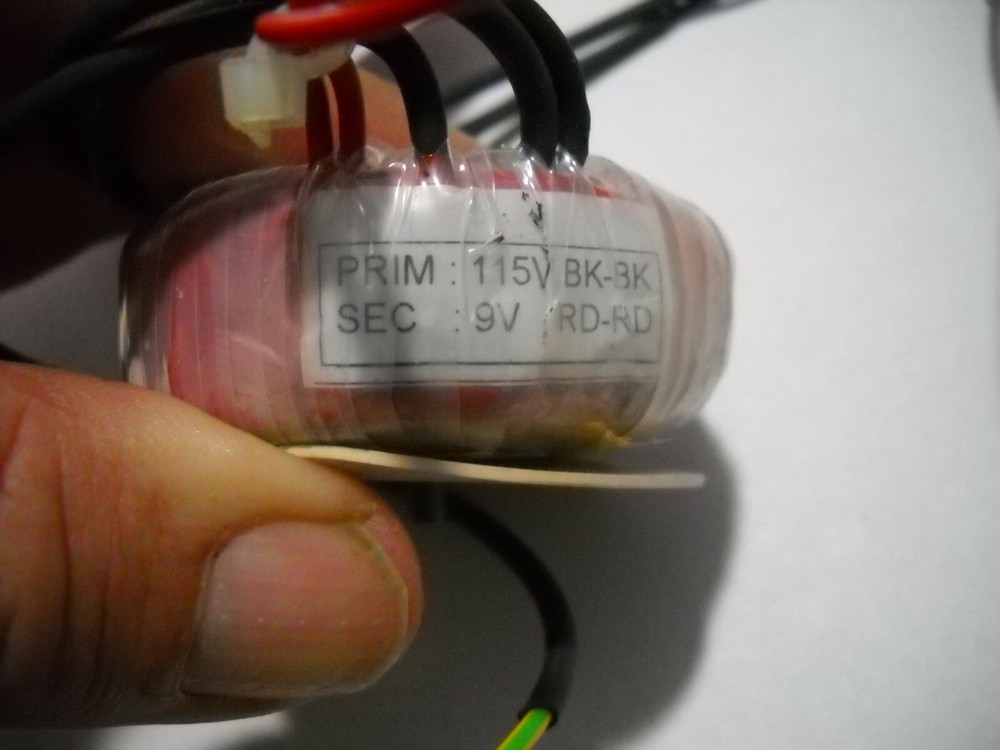 PRIM : 115V BK-BK
SEC : 9V RD-RD